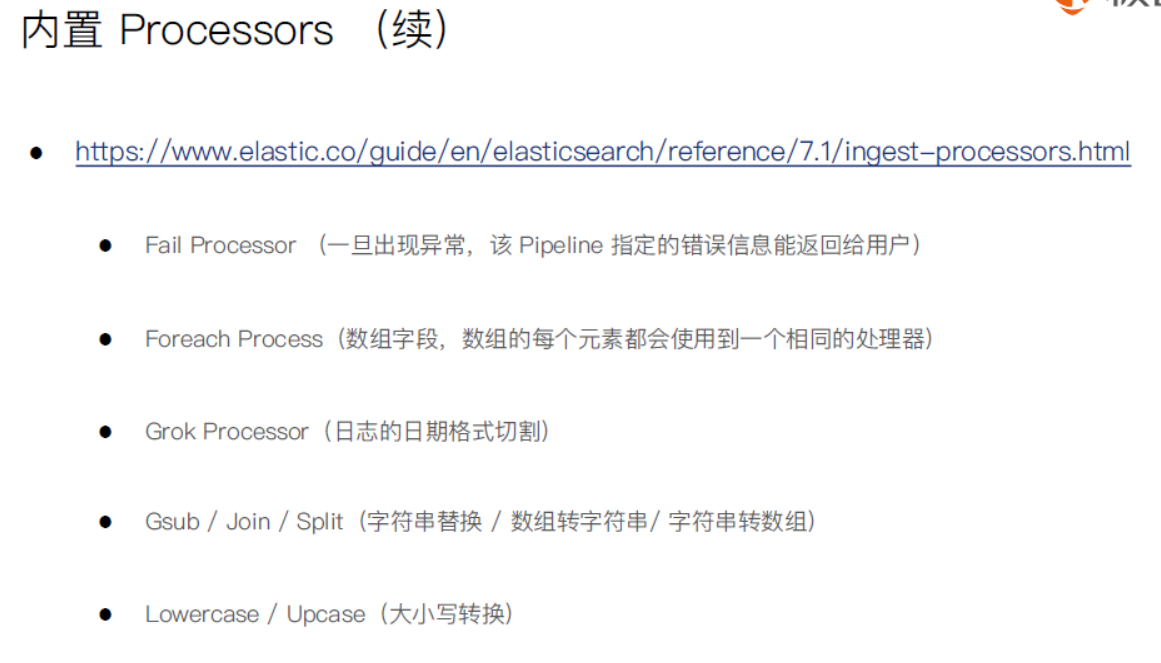 内置 Processors （续）
● https://www.elastic.co/guide/en/elasticsearch/reference/7.1/ingest-processors.html
● Fail Processor （一旦出现异常，该 Pipeline 指定的错误信息能返回给用户）
● Foreach Process（数组字段，数组的每个元素都会使用到一个相同的处理器）
● Grok Processor（日志的日期格式切割）
● Gsub / Join / Split（字符串替换 / 数组转字符串/ 字符串转数组）
● Lowercase / Upcase（大小写转换）